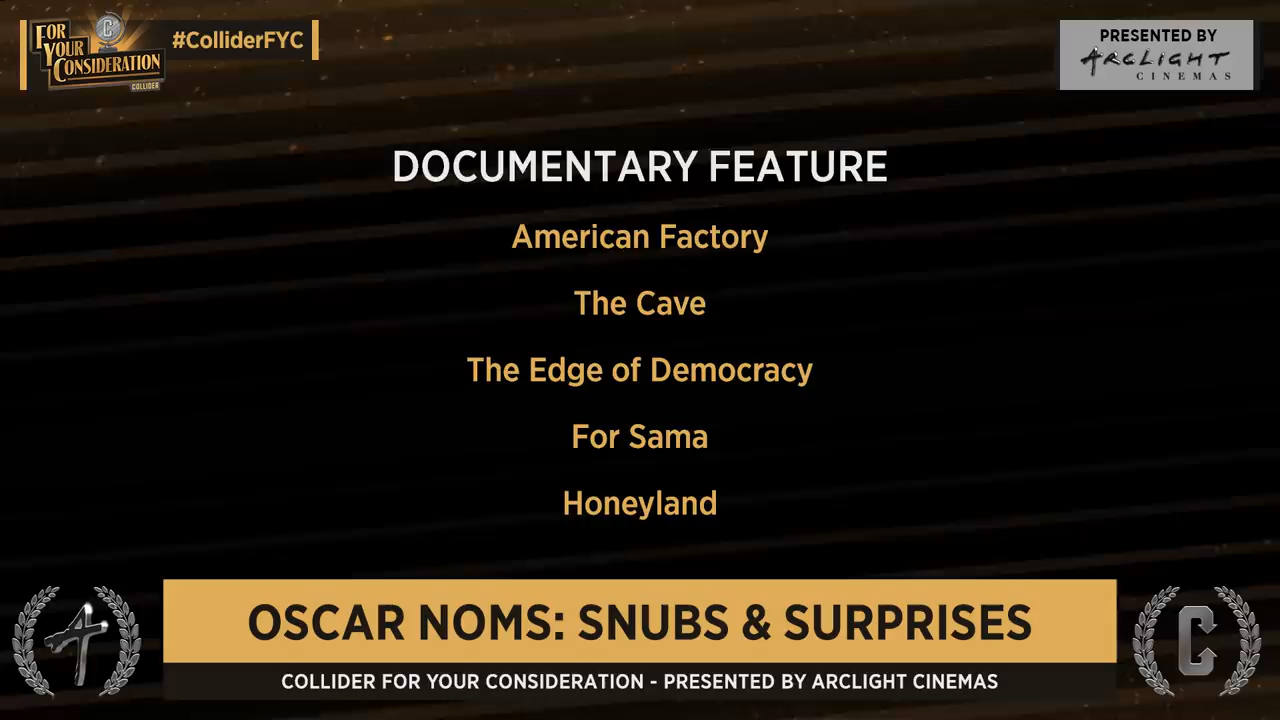 FOR
YOUR
CONSIDERATION
COLLIDER
#ColliderFYC
PRESENTED BY
ARCLIGHT
CINEMAS
DOCUMENTARY FEATURE
American Factory
The Cave
The Edge of Democracy
For Sama
Honeyland
OSCAR NOMS: SNUBS & SURPRISES
COLLIDER FOR YOUR CONSIDERATION - PRESENTED BY ARCLIGHT CINEMAS